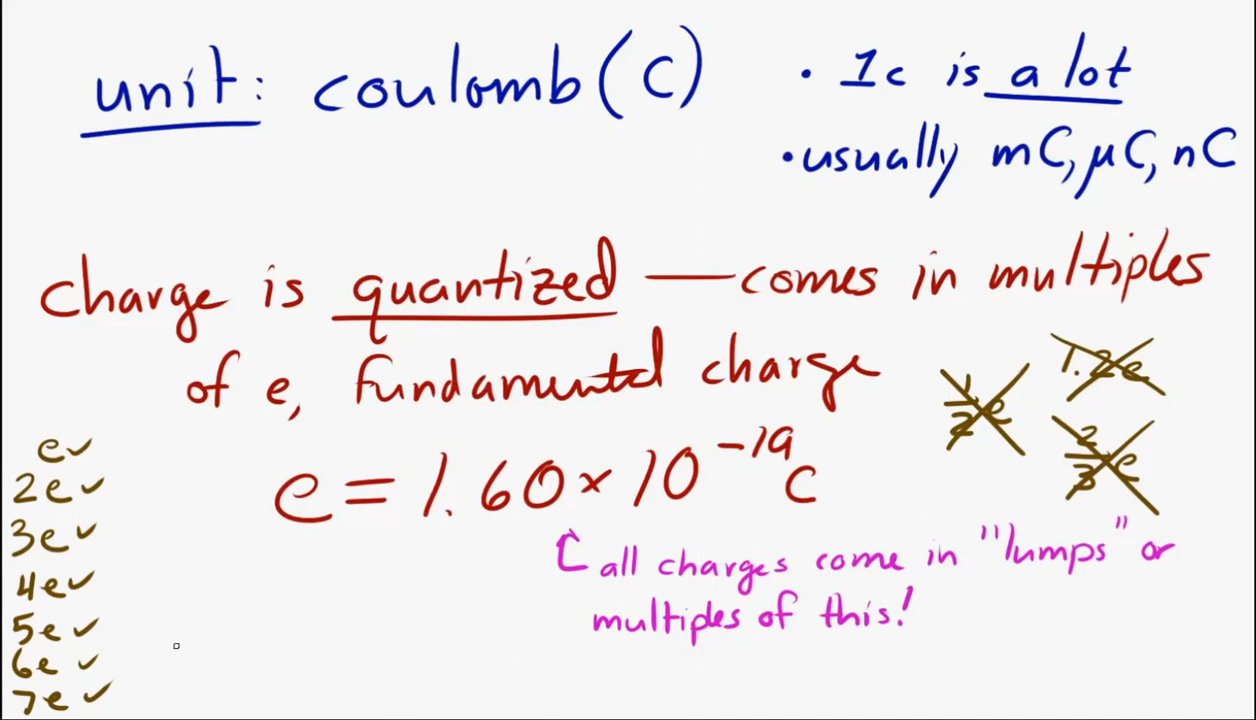 unit: coulomb (C)
• 1c is a lot
• usually mC, μC, nC
charge is quantized — comes in multiples
of e, fundamental charge
e = 1.60 × 10^-19 C
all charges come in "lumps" or
multiples of this!
e ✓
2e ✓
3e ✓
4e ✓
5e ✓
6e ✓
7e ✓
1/2 e
1.2e
2/3 e